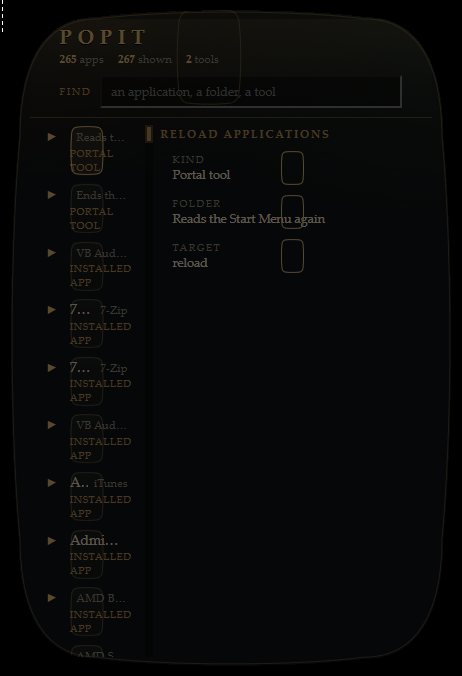 POPIT
265 apps 267 shown 2 tools
FIND an application, a folder, a tool
▶ Reads t…
PORTAL
TOOL
▶ Ends th…
PORTAL
TOOL
▶ VB Aud…
INSTALLED
APP
▶ 7… 7-Zip
INSTALLED
APP
▶ 7… 7-Zip
INSTALLED
APP
▶ VB Aud…
INSTALLED
APP
▶ A… iTunes
INSTALLED
APP
▶ Admi…
INSTALLED
APP
▶ AMD B…
INSTALLED
APP
AMD S
RELOAD APPLICATIONS
KIND
Portal tool
FOLDER
Reads the Start Menu again
TARGET
reload